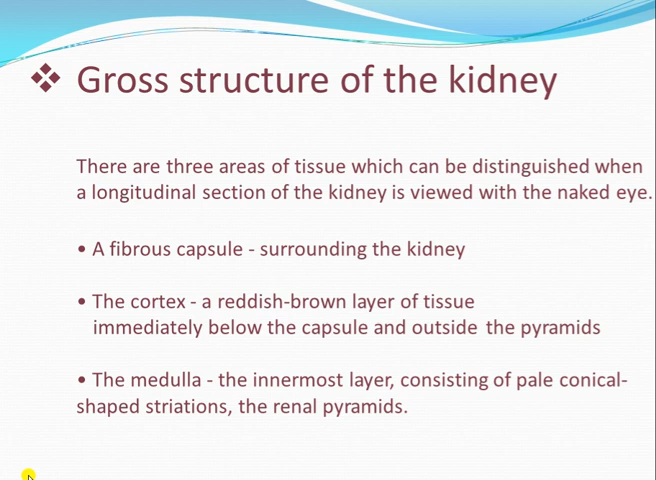 ❖ Gross structure of the kidney
There are three areas of tissue which can be distinguished when
a longitudinal section of the kidney is viewed with the naked eye.
• A fibrous capsule - surrounding the kidney
• The cortex - a reddish-brown layer of tissue
immediately below the capsule and outside the pyramids
• The medulla - the innermost layer, consisting of pale conical-
shaped striations, the renal pyramids.